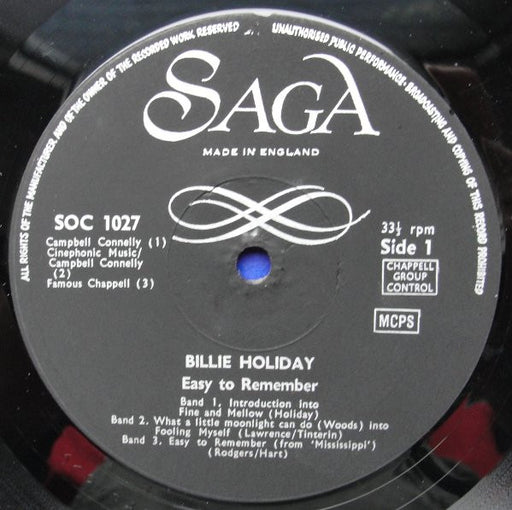 ALL RIGHTS OF THE MANUFACTURER AND OF THE OWNER OF THE RECORDED WORK RESERVED
UNAUTHORISED PUBLIC PERFORMANCE · BROADCASTING AND COPYING OF THIS RECORD PROHIBITED
SAGA
MADE IN ENGLAND
SOC 1027
Campbell Connelly (1)
Cinephonic Music/
Campbell Connelly
(2)
Famous Chappell (3)
33⅓ rpm
Side 1
CHAPPELL
GROUP
CONTROL
MCPS
BILLIE HOLIDAY
Easy to Remember
Band 1. Introduction into
Fine and Mellow (Holiday)
Band 2. What a little moonlight can do (Woods) into
Fooling Myself (Lawrence/Tinterin)
Band 3. Easy to Remember (from 'Mississippi')
(Rodgers/Hart)